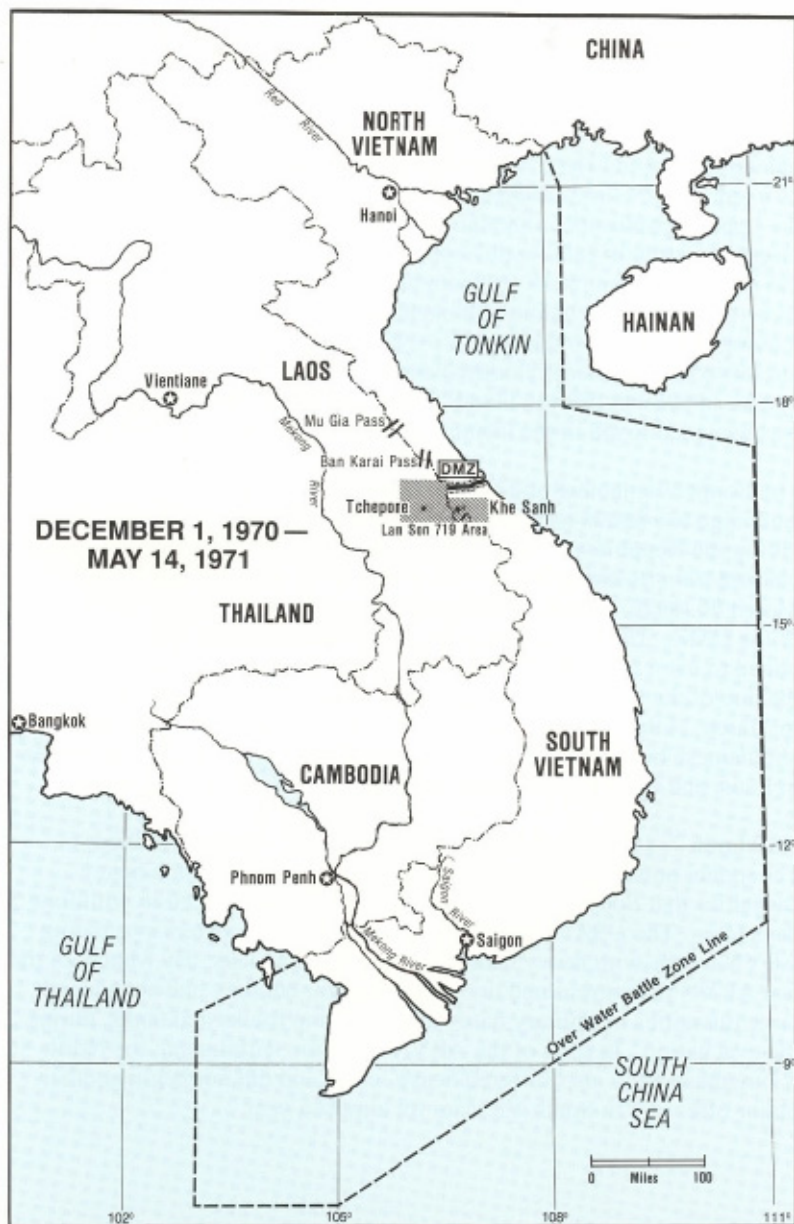 CHINA
Red River
NORTH
VIETNAM
21°
Hanoi
GULF
OF
TONKIN
HAINAN
LAOS
Vientiane
18°
Mu Gia Pass
Mekong River
Ban Karai Pass
DMZ
Tchepore
Khe Sanh
Lan Son 719 Area
DECEMBER 1, 1970—
MAY 14, 1971
THAILAND
15°
Bangkok
SOUTH
VIETNAM
CAMBODIA
12°
Phnom Penh
Saigon River
Saigon
Mekong River
GULF
OF
THAILAND
Over Water Battle Zone Line
9°
SOUTH
CHINA
SEA
0 Miles 100
102° 105° 108° 111°